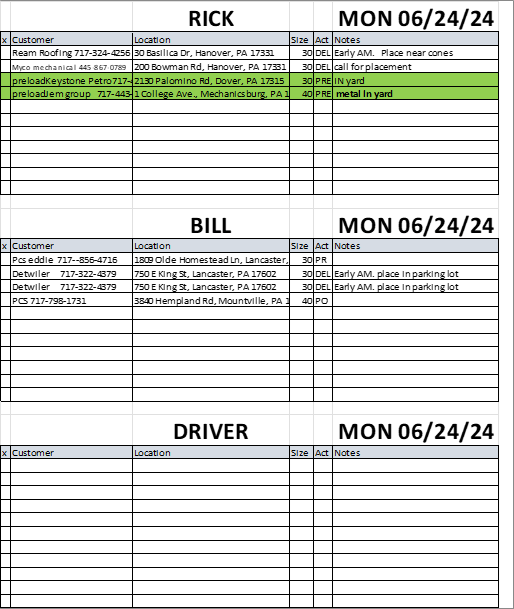 RICK MON 06/24/24
x Customer Location Size Act Notes
Ream Roofing 717-324-4256 30 Basilica Dr, Hanover, PA 17331 30 DEL Early AM. Place near cones
Myco mechanical 445-867-0789 200 Bowman Rd, Hanover, PA 17331 30 DEL call for placement
preloadKeystone Petro717- 2130 Palomino Rd, Dover, PA 17315 30 PRE IN yard
preloadJem group 717-443- 1 College Ave., Mechanicsburg, PA 1 40 PRE metal In yard
BILL MON 06/24/24
x Customer Location Size Act Notes
Pcs eddie 717--856-4716 1809 Olde Homestead Ln, Lancaster, 30 PR
Detwiler 717-322-4379 750 E King St, Lancaster, PA 17602 30 DEL Early AM. place in parking lot
Detwiler 717-322-4379 750 E King St, Lancaster, PA 17602 30 DEL Early AM. place in parking lot
PCS 717-798-1731 3840 Hempland Rd, Mountville, PA 1 40 PO
DRIVER MON 06/24/24
x Customer Location Size Act Notes